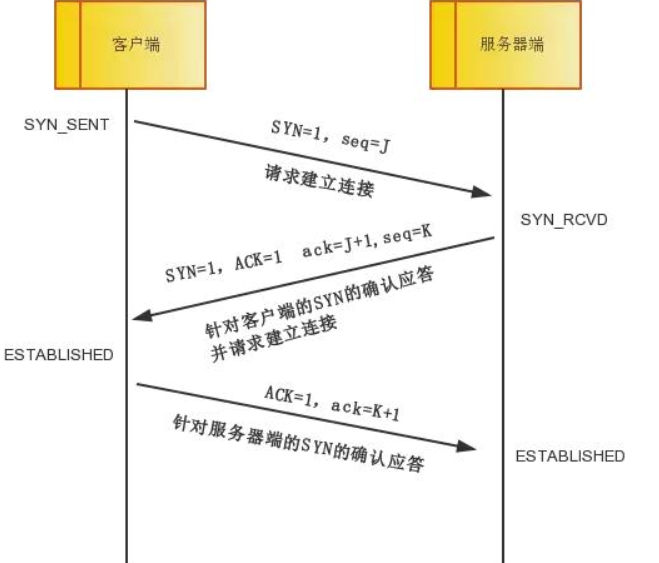 客户端
服务器端
SYN_SENT
SYN=1, seq=J
请求建立连接
SYN_RCVD
SYN=1, ACK=1 ack=J+1,seq=K
针对客户端的SYN的确认应答
并请求建立连接
ESTABLISHED
ACK=1, ack=K+1
针对服务器端的SYN的确认应答
ESTABLISHED